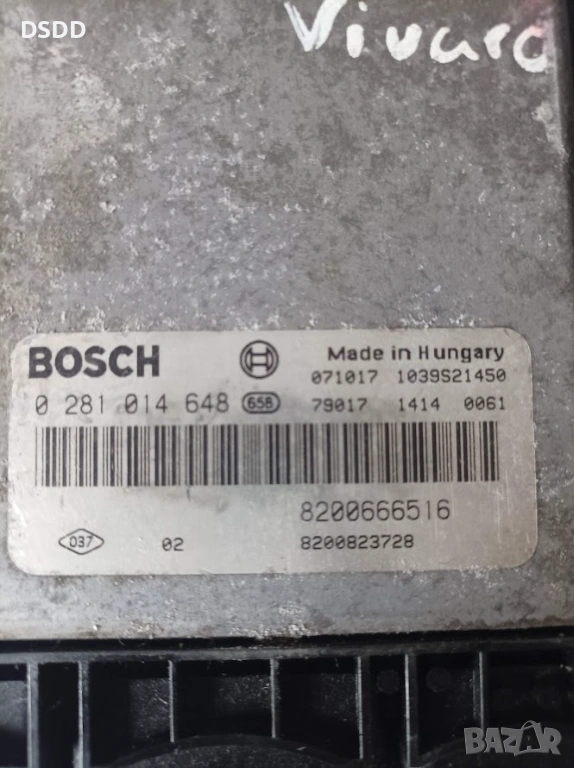 DSDD
Vivaro
BOSCH
Made in Hungary
071017 1039S21450
0 281 014 648 658 79017 1414 0061
8200666516
037 02 8200823728
BAZAR